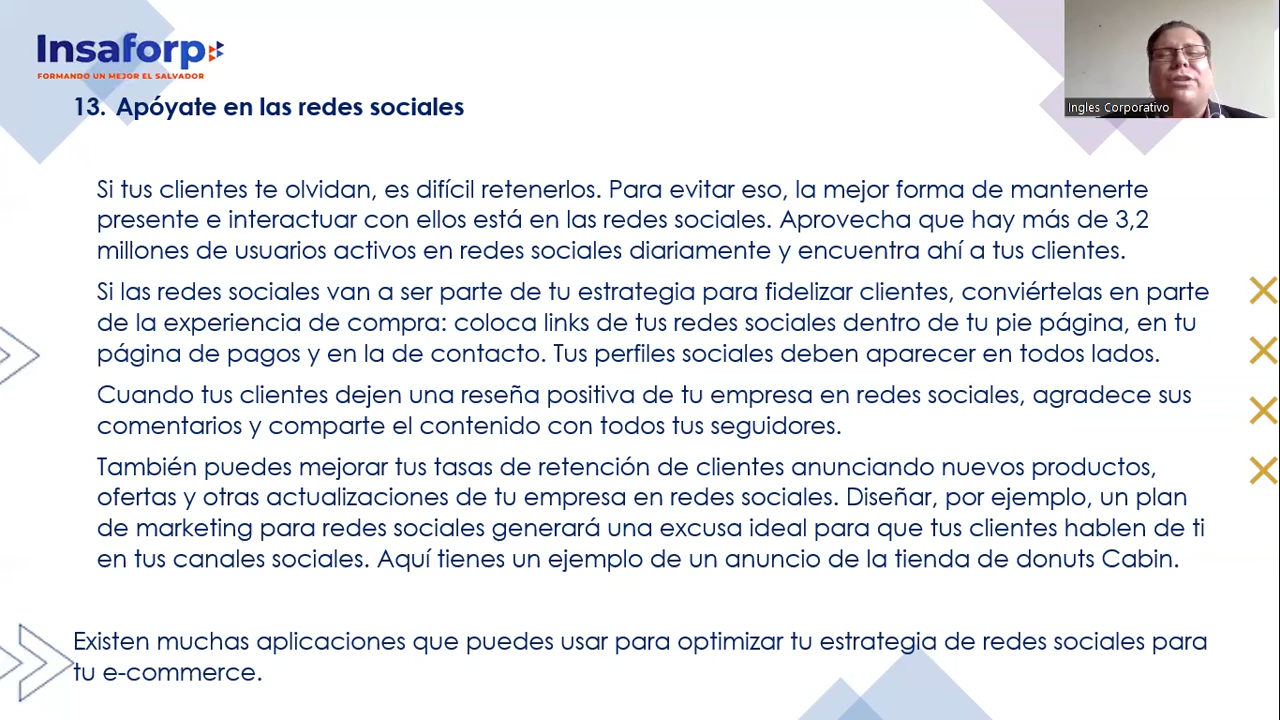 Insaforp
FORMANDO UN MEJOR EL SALVADOR
13. Apóyate en las redes sociales
Ingles Corporativo
Si tus clientes te olvidan, es difícil retenerlos. Para evitar eso, la mejor forma de mantenerte
presente e interactuar con ellos está en las redes sociales. Aprovecha que hay más de 3,2
millones de usuarios activos en redes sociales diariamente y encuentra ahí a tus clientes.
Si las redes sociales van a ser parte de tu estrategia para fidelizar clientes, conviértelas en parte
de la experiencia de compra: coloca links de tus redes sociales dentro de tu pie página, en tu
página de pagos y en la de contacto. Tus perfiles sociales deben aparecer en todos lados.
Cuando tus clientes dejen una reseña positiva de tu empresa en redes sociales, agradece sus
comentarios y comparte el contenido con todos tus seguidores.
También puedes mejorar tus tasas de retención de clientes anunciando nuevos productos,
ofertas y otras actualizaciones de tu empresa en redes sociales. Diseñar, por ejemplo, un plan
de marketing para redes sociales generará una excusa ideal para que tus clientes hablen de ti
en tus canales sociales. Aquí tienes un ejemplo de un anuncio de la tienda de donuts Cabin.
Existen muchas aplicaciones que puedes usar para optimizar tu estrategia de redes sociales para
tu e-commerce.